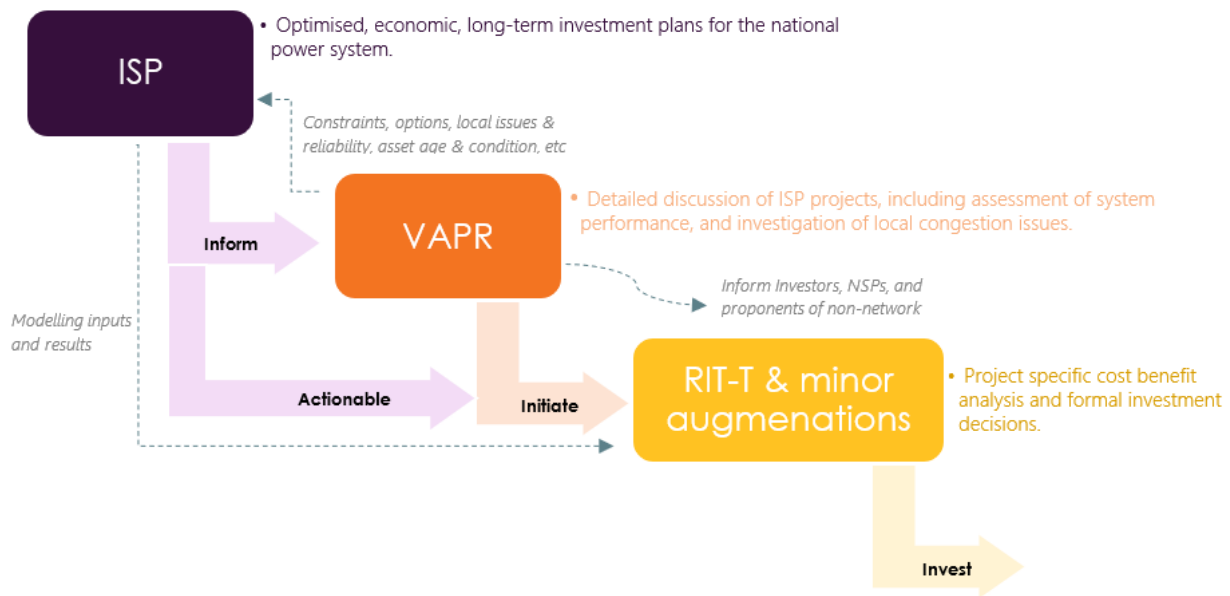 ISP
• Optimised, economic, long-term investment plans for the national
power system.
Constraints, options, local issues &
reliability, asset age & condition, etc
Inform
VAPR
• Detailed discussion of ISP projects, including assessment of system
performance, and investigation of local congestion issues.
Inform Investors, NSPs, and
proponents of non-network
Modelling inputs
and results
Actionable
Initiate
RIT-T & minor
augmenations
• Project specific cost benefit
analysis and formal investment
decisions.
Invest